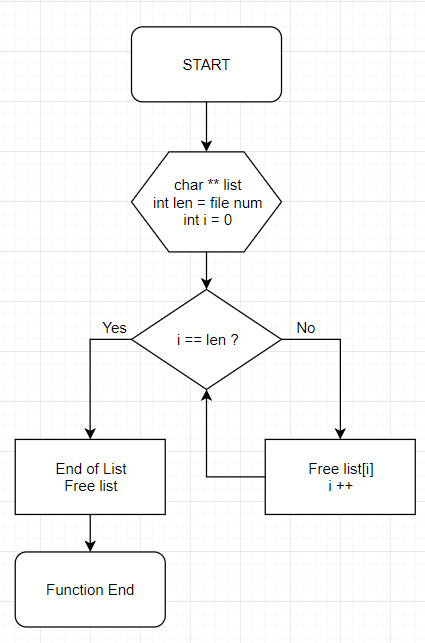 START
char ** list
int len = file num
int i = 0
i == len ?
Yes
No
End of List
Free list
Free list[i]
i ++
Function End